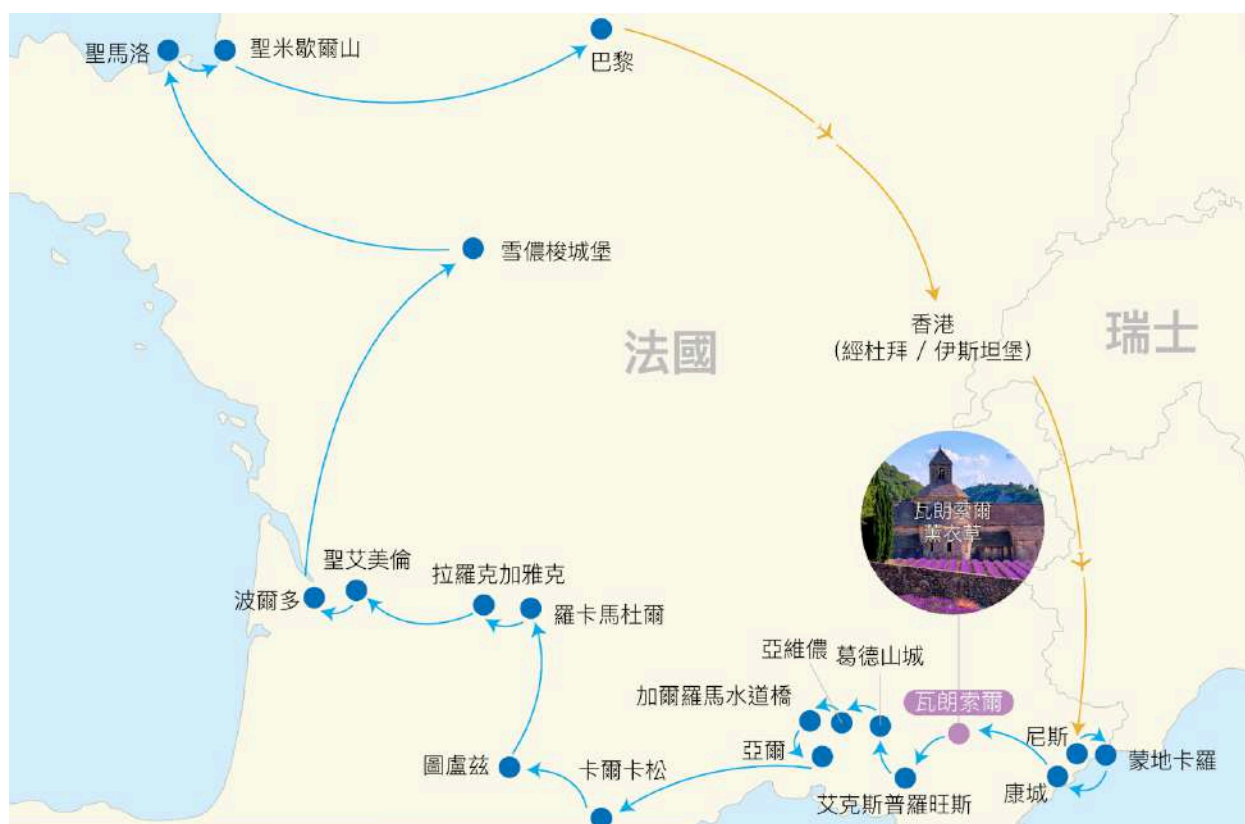 聖馬洛
聖米歇爾山
巴黎
雪儂梭城堡
法國
瑞士
香港
(經杜拜 / 伊斯坦堡)
瓦朗索爾
薰衣草
聖艾美倫
拉羅克加雅克
波爾多
羅卡馬杜爾
亞維儂
葛德山城
加爾羅馬水道橋
瓦朗索爾
尼斯
亞爾
蒙地卡羅
圖盧茲
卡爾卡松
康城
艾克斯普羅旺斯